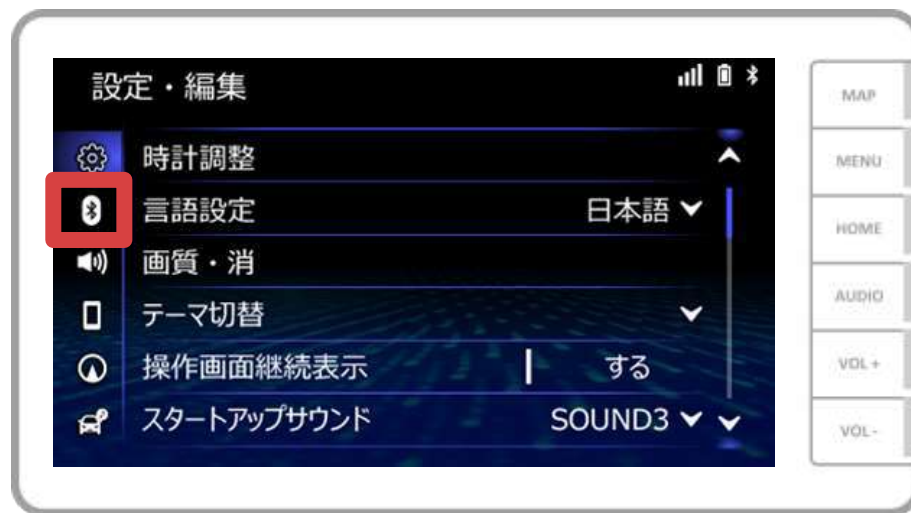 設定・編集
時計調整
言語設定 日本語
画質・消
テーマ切替
操作画面継続表示 する
スタートアップサウンド SOUND3
MAP
MENU
HOME
AUDIO
VOL +
VOL -